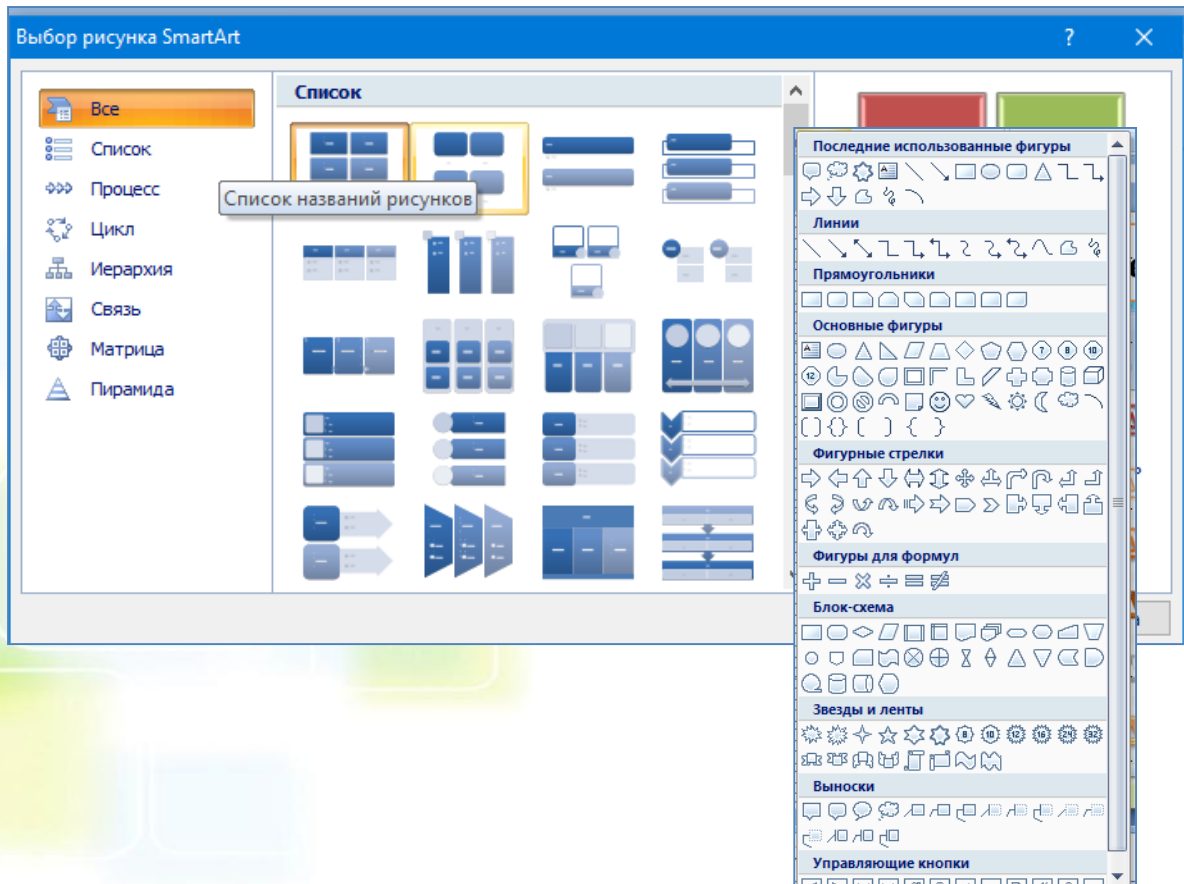 Выбор рисунка SmartArt
Все
Список
Процесс
Цикл
Иерархия
Связь
Матрица
Пирамида
Список
Список названий рисунков
Последние использованные фигуры
Линии
Прямоугольники
Основные фигуры
Фигурные стрелки
Фигуры для формул
Блок-схема
Звезды и ленты
Выноски
Управляющие кнопки